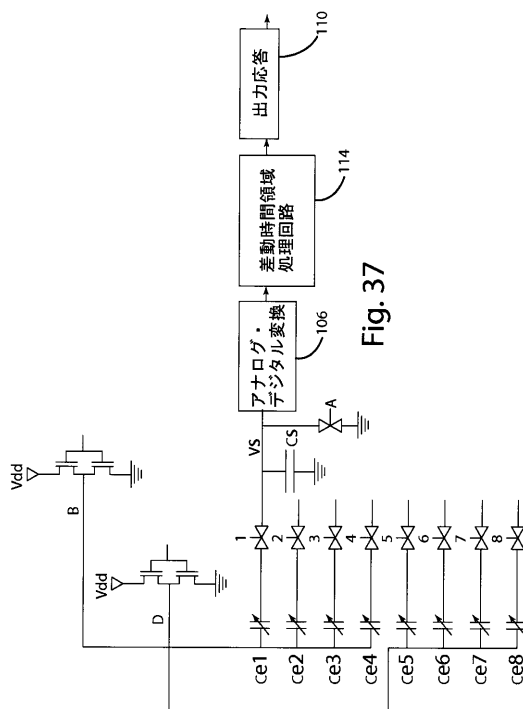 Vdd
B
Vdd
D
110
出力応答
114
差動時間領域
処理回路
106
アナログ・
デジタル変換
Fig. 37
VS
CS
A
1
2
3
4
5
6
7
8
ce1
ce2
ce3
ce4
ce5
ce6
ce7
ce8